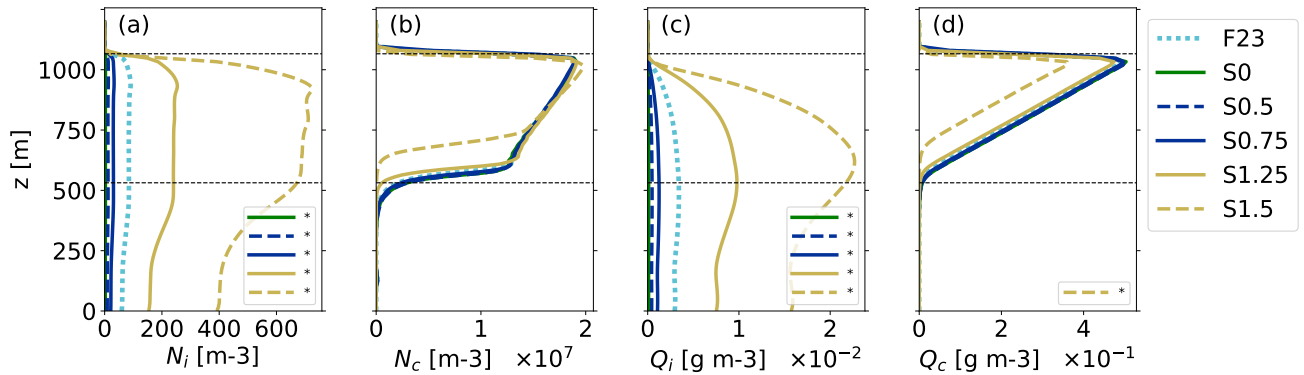 (a)
(b)
(c)
(d)
z [m]
1000
750
500
250
0
0 200 400 600
N_i [m-3]
*
*
*
*
*
0 1 2
N_c [m-3] ×10^7
0 1 2
Q_i [g m-3] ×10^−2
*
*
*
*
*
0 2 4
Q_c [g m-3] ×10^−1
*
F23
S0
S0.5
S0.75
S1.25
S1.5